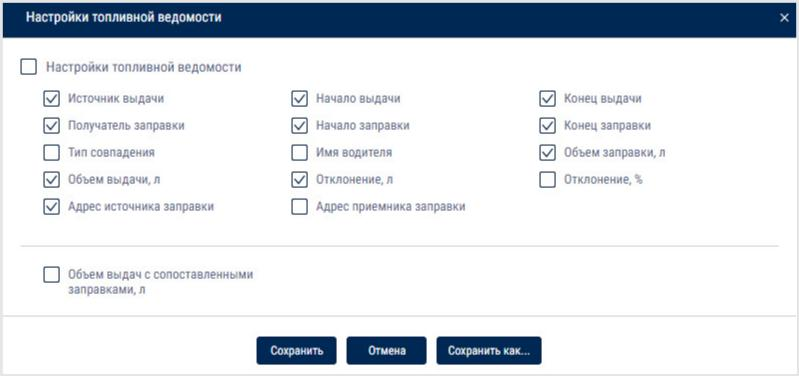 Настройки топливной ведомости
Настройки топливной ведомости
Источник выдачи
Начало выдачи
Конец выдачи
Получатель заправки
Начало заправки
Конец заправки
Тип совпадения
Имя водителя
Объем заправки, л
Объем выдачи, л
Отклонение, л
Отклонение, %
Адрес источника заправки
Адрес приемника заправки
Объем выдач с сопоставленными
заправками, л
Сохранить
Отмена
Сохранить как...